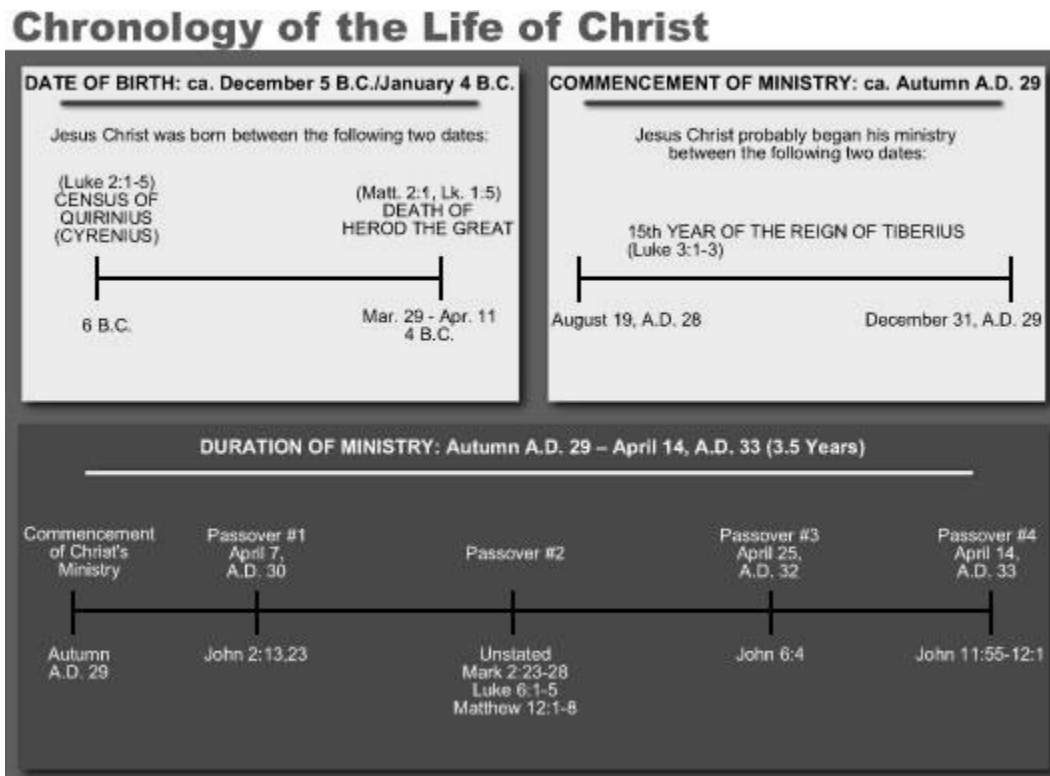 Chronology of the Life of Christ
DATE OF BIRTH: ca. December 5 B.C./January 4 B.C.
Jesus Christ was born between the following two dates:
(Luke 2:1-5)
CENSUS OF
QUIRINIUS
(CYRENIUS)
(Matt. 2:1, Lk. 1:5)
DEATH OF
HEROD THE GREAT
6 B.C.
Mar. 29 - Apr. 11
4 B.C.
COMMENCEMENT OF MINISTRY: ca. Autumn A.D. 29
Jesus Christ probably began his ministry
between the following two dates:
15th YEAR OF THE REIGN OF TIBERIUS
(Luke 3:1-3)
August 19, A.D. 28
December 31, A.D. 29
DURATION OF MINISTRY: Autumn A.D. 29 – April 14, A.D. 33 (3.5 Years)
Commencement
of Christ's
Ministry
Autumn
A.D. 29
Passover #1
April 7,
A.D. 30
John 2:13,23
Passover #2
Unstated
Mark 2:23-28
Luke 6:1-5
Matthew 12:1-8
Passover #3
April 25,
A.D. 32
John 6:4
Passover #4
April 14,
A.D. 33
John 11:55-12:1